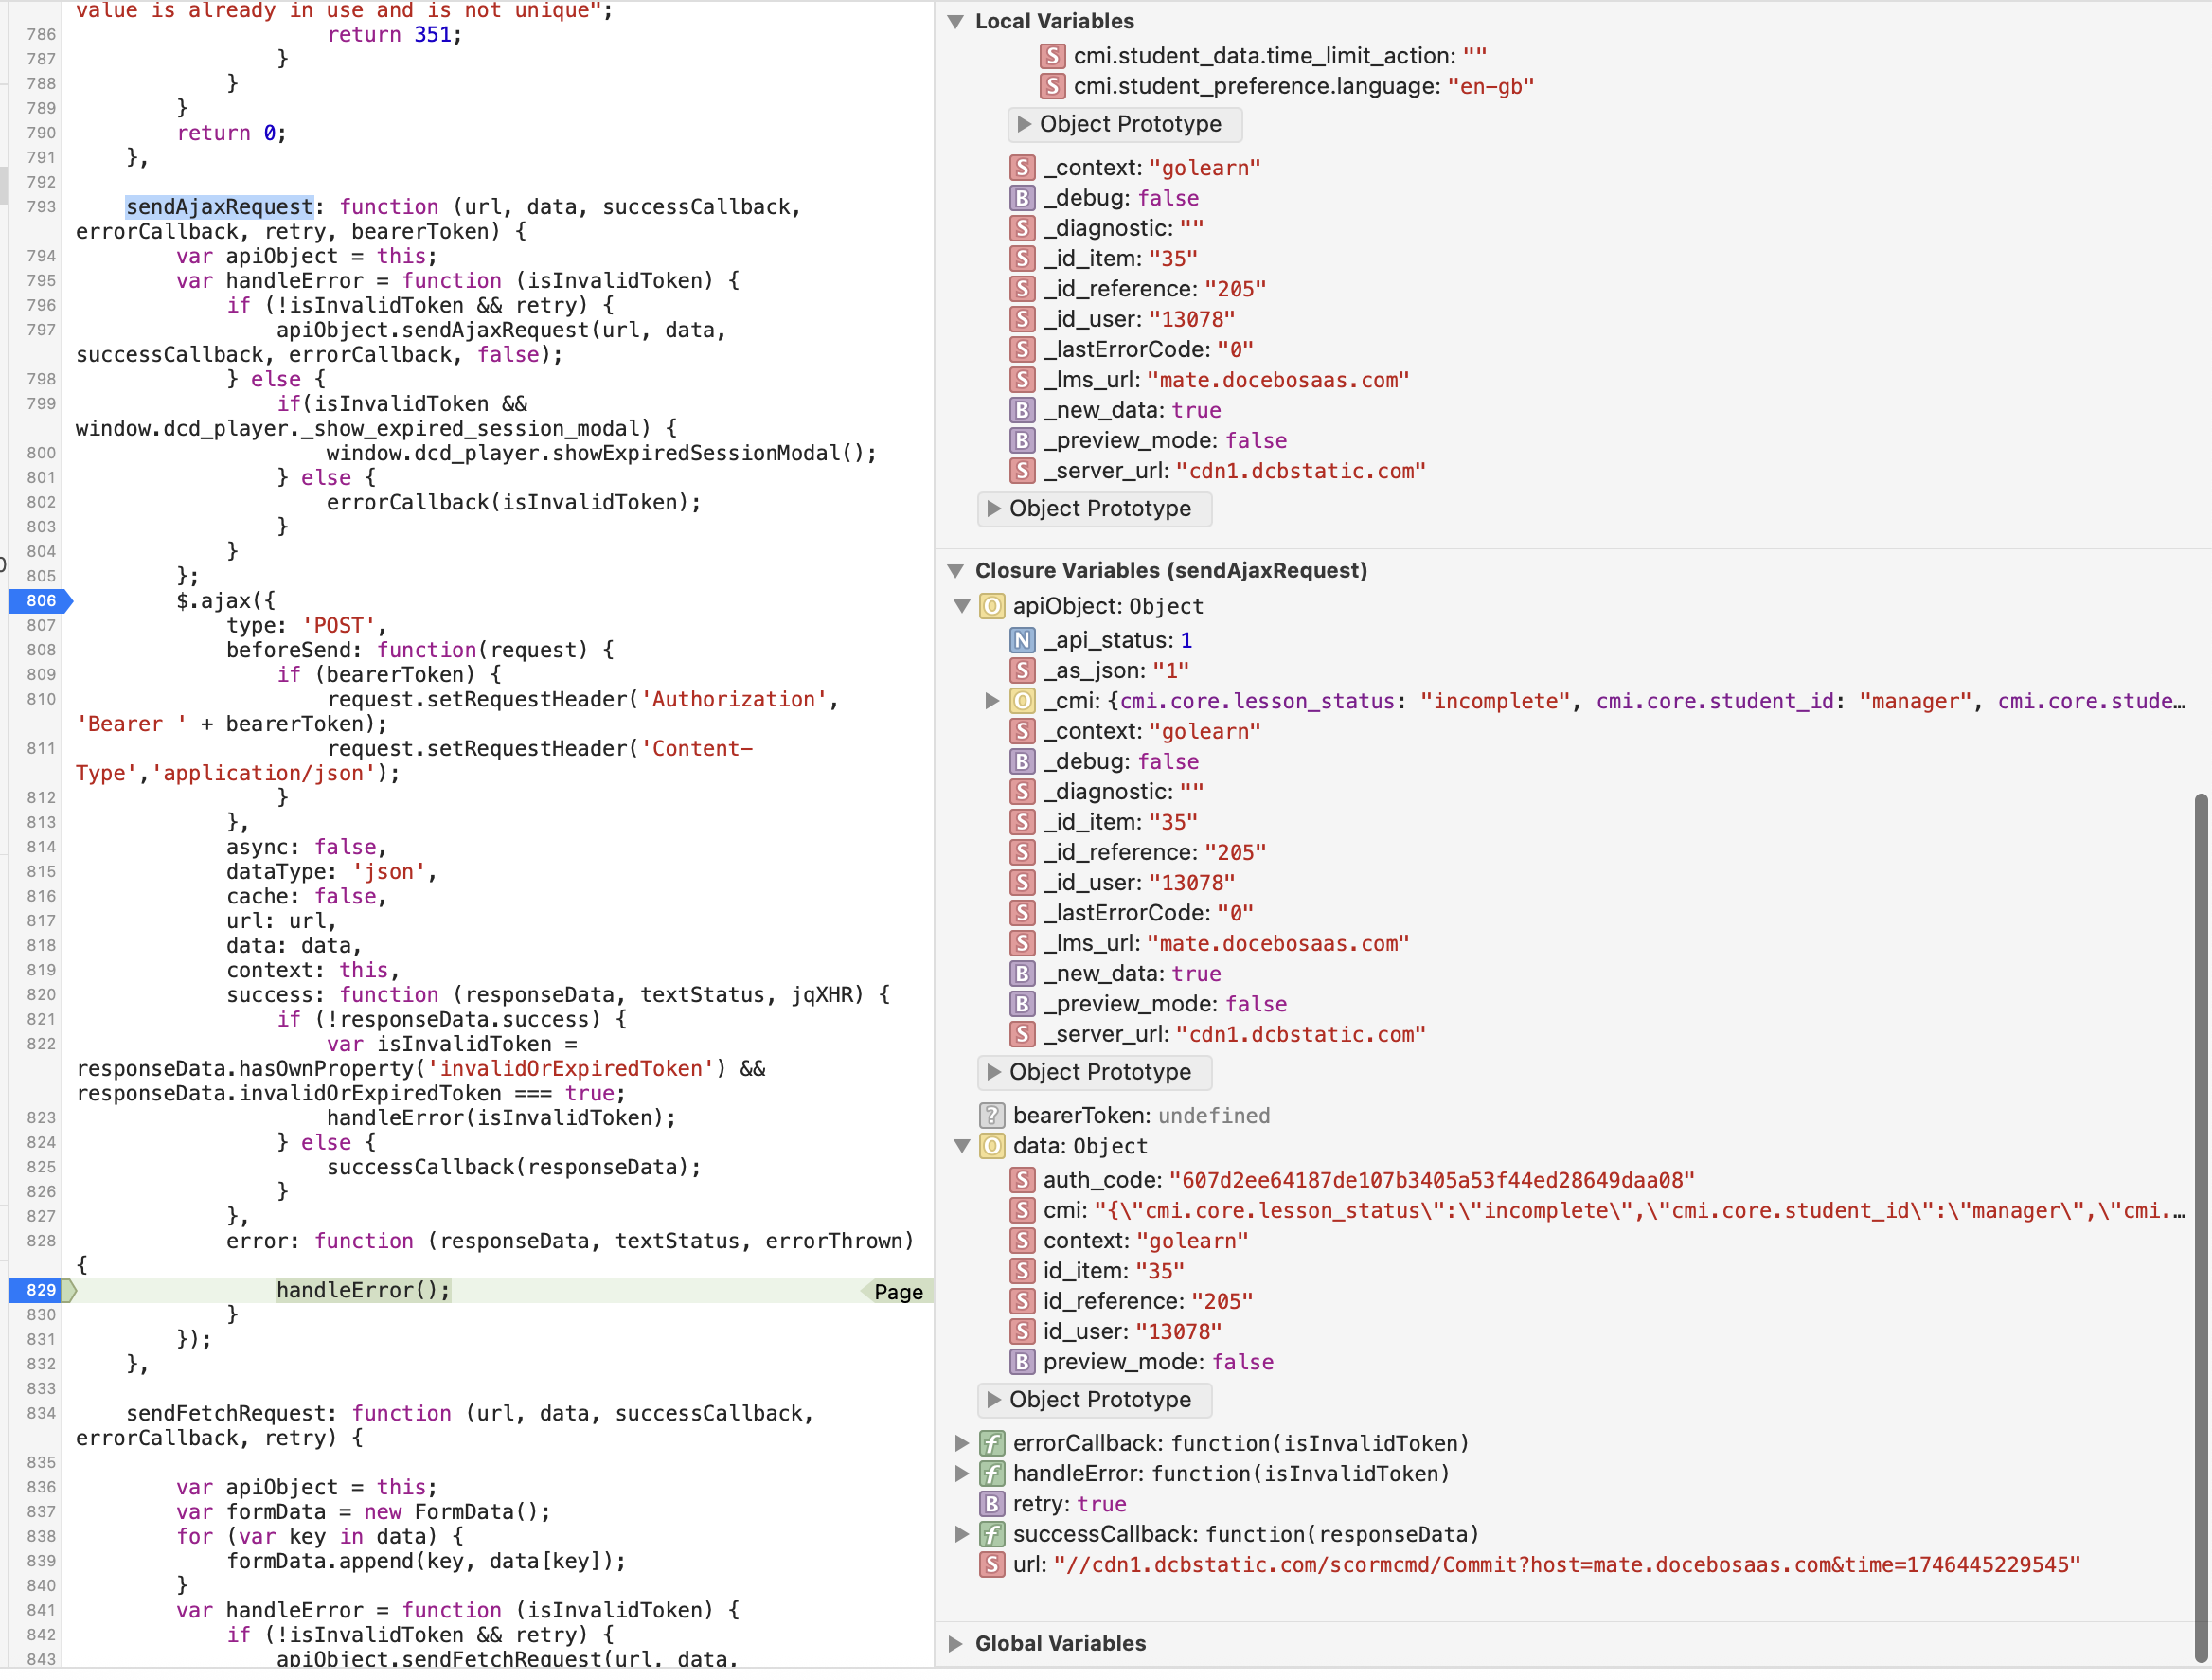 value is already in use and is not unique";
786 return 351;
787 }
788 }
789 }
790 return 0;
791 },
792
793 sendAjaxRequest: function (url, data, successCallback,
errorCallback, retry, bearerToken) {
794 var apiObject = this;
795 var handleError = function (isInvalidToken) {
796 if (!isInvalidToken && retry) {
797 apiObject.sendAjaxRequest(url, data,
successCallback, errorCallback, false);
798 } else {
799 if(isInvalidToken &&
window.dcd_player._show_expired_session_modal) {
800 window.dcd_player.showExpiredSessionModal();
801 } else {
802 errorCallback(isInvalidToken);
803 }
804 }
805 };
806 $.ajax({
807 type: 'POST',
808 beforeSend: function(request) {
809 if (bearerToken) {
810 request.setRequestHeader('Authorization',
'Bearer ' + bearerToken);
811 request.setRequestHeader('Content-
Type','application/json');
812 }
813 },
814 async: false,
815 dataType: 'json',
816 cache: false,
817 url: url,
818 data: data,
819 context: this,
820 success: function (responseData, textStatus, jqXHR) {
821 if (!responseData.success) {
822 var isInvalidToken =
responseData.hasOwnProperty('invalidOrExpiredToken') &&
responseData.invalidOrExpiredToken === true;
823 handleError(isInvalidToken);
824 } else {
825 successCallback(responseData);
826 }
827 },
828 error: function (responseData, textStatus, errorThrown)
{
829 handleError(); Page
830 }
831 });
832 },
833
834 sendFetchRequest: function (url, data, successCallback,
errorCallback, retry) {
835
836 var apiObject = this;
837 var formData = new FormData();
838 for (var key in data) {
839 formData.append(key, data[key]);
840 }
841 var handleError = function (isInvalidToken) {
842 if (!isInvalidToken && retry) {
843 apiObject.sendFetchRequest(url, data,
Local Variables
S cmi.student_data.time_limit_action: ""
S cmi.student_preference.language: "en-gb"
Object Prototype
S _context: "golearn"
B _debug: false
S _diagnostic: ""
S _id_item: "35"
S _id_reference: "205"
S _id_user: "13078"
S _lastErrorCode: "0"
S _lms_url: "mate.docebosaas.com"
B _new_data: true
B _preview_mode: false
S _server_url: "cdn1.dcbstatic.com"
Object Prototype
Closure Variables (sendAjaxRequest)
O apiObject: Object
N _api_status: 1
S _as_json: "1"
O _cmi: {cmi.core.lesson_status: "incomplete", cmi.core.student_id: "manager", cmi.core.stude…
S _context: "golearn"
B _debug: false
S _diagnostic: ""
S _id_item: "35"
S _id_reference: "205"
S _id_user: "13078"
S _lastErrorCode: "0"
S _lms_url: "mate.docebosaas.com"
B _new_data: true
B _preview_mode: false
S _server_url: "cdn1.dcbstatic.com"
Object Prototype
? bearerToken: undefined
O data: Object
S auth_code: "607d2ee64187de107b3405a53f44ed28649daa08"
S cmi: "{\"cmi.core.lesson_status\":\"incomplete\",\"cmi.core.student_id\":\"manager\",\"cmi.…
S context: "golearn"
S id_item: "35"
S id_reference: "205"
S id_user: "13078"
B preview_mode: false
Object Prototype
f errorCallback: function(isInvalidToken)
f handleError: function(isInvalidToken)
B retry: true
f successCallback: function(responseData)
S url: "//cdn1.dcbstatic.com/scormcmd/Commit?host=mate.docebosaas.com&time=1746445229545"
Global Variables